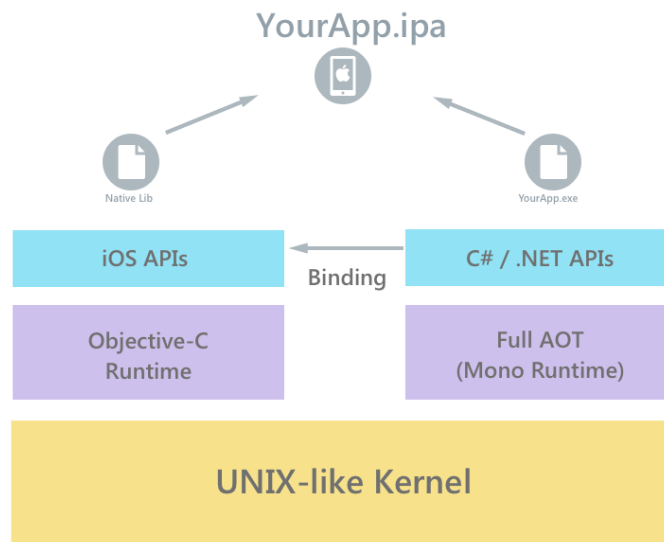 YourApp.ipa
Native Lib
YourApp.exe
iOS APIs
C# / .NET APIs
Binding
Objective-C
Runtime
Full AOT
(Mono Runtime)
UNIX-like Kernel